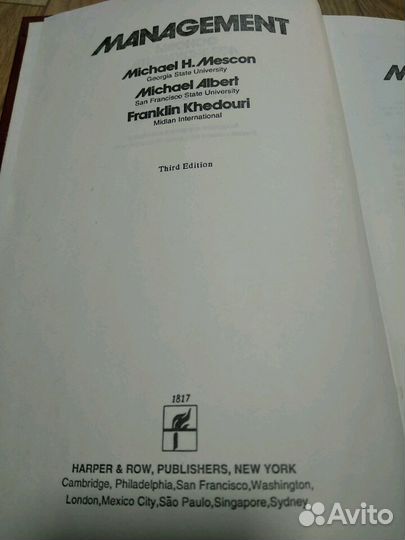 MANAGEMENT
Michael H. Mescon
Georgia State University
Michael Albert
San Francisco State University
Franklin Khedouri
Midlan International
Third Edition
1817
HARPER & ROW, PUBLISHERS, NEW YORK
Cambridge, Philadelphia, San Francisco, Washington,
London, Mexico City, São Paulo, Singapore, Sydney
M
Avito